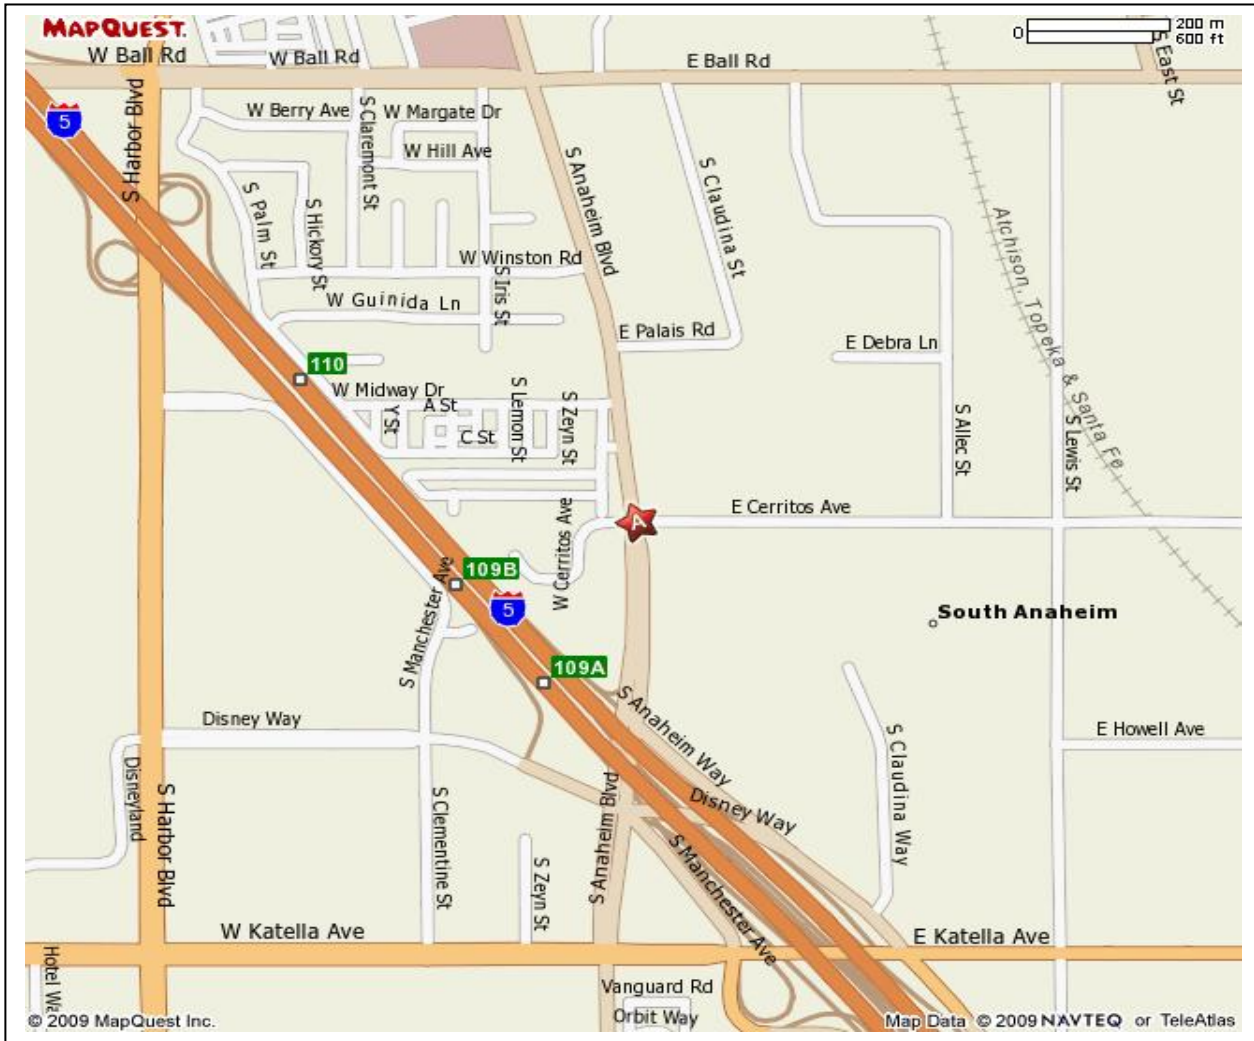 MAPQUEST.
0
200 m
600 ft
W Ball Rd
W Ball Rd
E Ball Rd
S East St
5
S Harbor Blvd
W Berry Ave
S Claremont St
W Margate Dr
W Hill Ave
S Anaheim Blvd
S Claudina St
Atchison, Topeka & Santa Fe
S Palm St
S Hickory St
W Winston Rd
S Iris St
W Guinida Ln
E Palais Rd
E Debra Ln
110
W Midway Dr
A St
Y St
C St
S Lemon St
S Zeyn St
S Allec St
S Lewis St
A
E Cerritos Ave
W Cerritos Ave
109B
5
S Manchester Ave
South Anaheim
109A
S Anaheim Way
Disney Way
S Claudina Way
E Howell Ave
Disneyland
S Harbor Blvd
S Clementine St
S Zeyn St
S Anaheim Blvd
Disney Way
S Manchester Ave
W Katella Ave
E Katella Ave
Hotel Wa
Vanguard Rd
Orbit Way
© 2009 MapQuest Inc.
Map Data © 2009 NAVTEQ or TeleAtlas